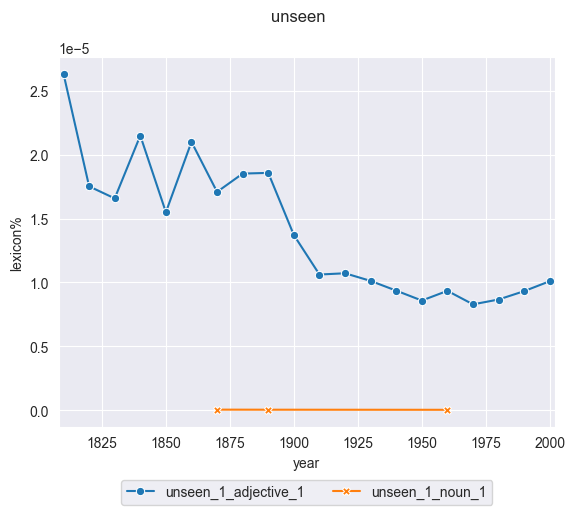 unseen
1e−5
2.5
2.0
1.5
1.0
0.5
0.0
lexicon%
1825 1850 1875 1900 1925 1950 1975 2000
year
unseen_1_adjective_1 unseen_1_noun_1